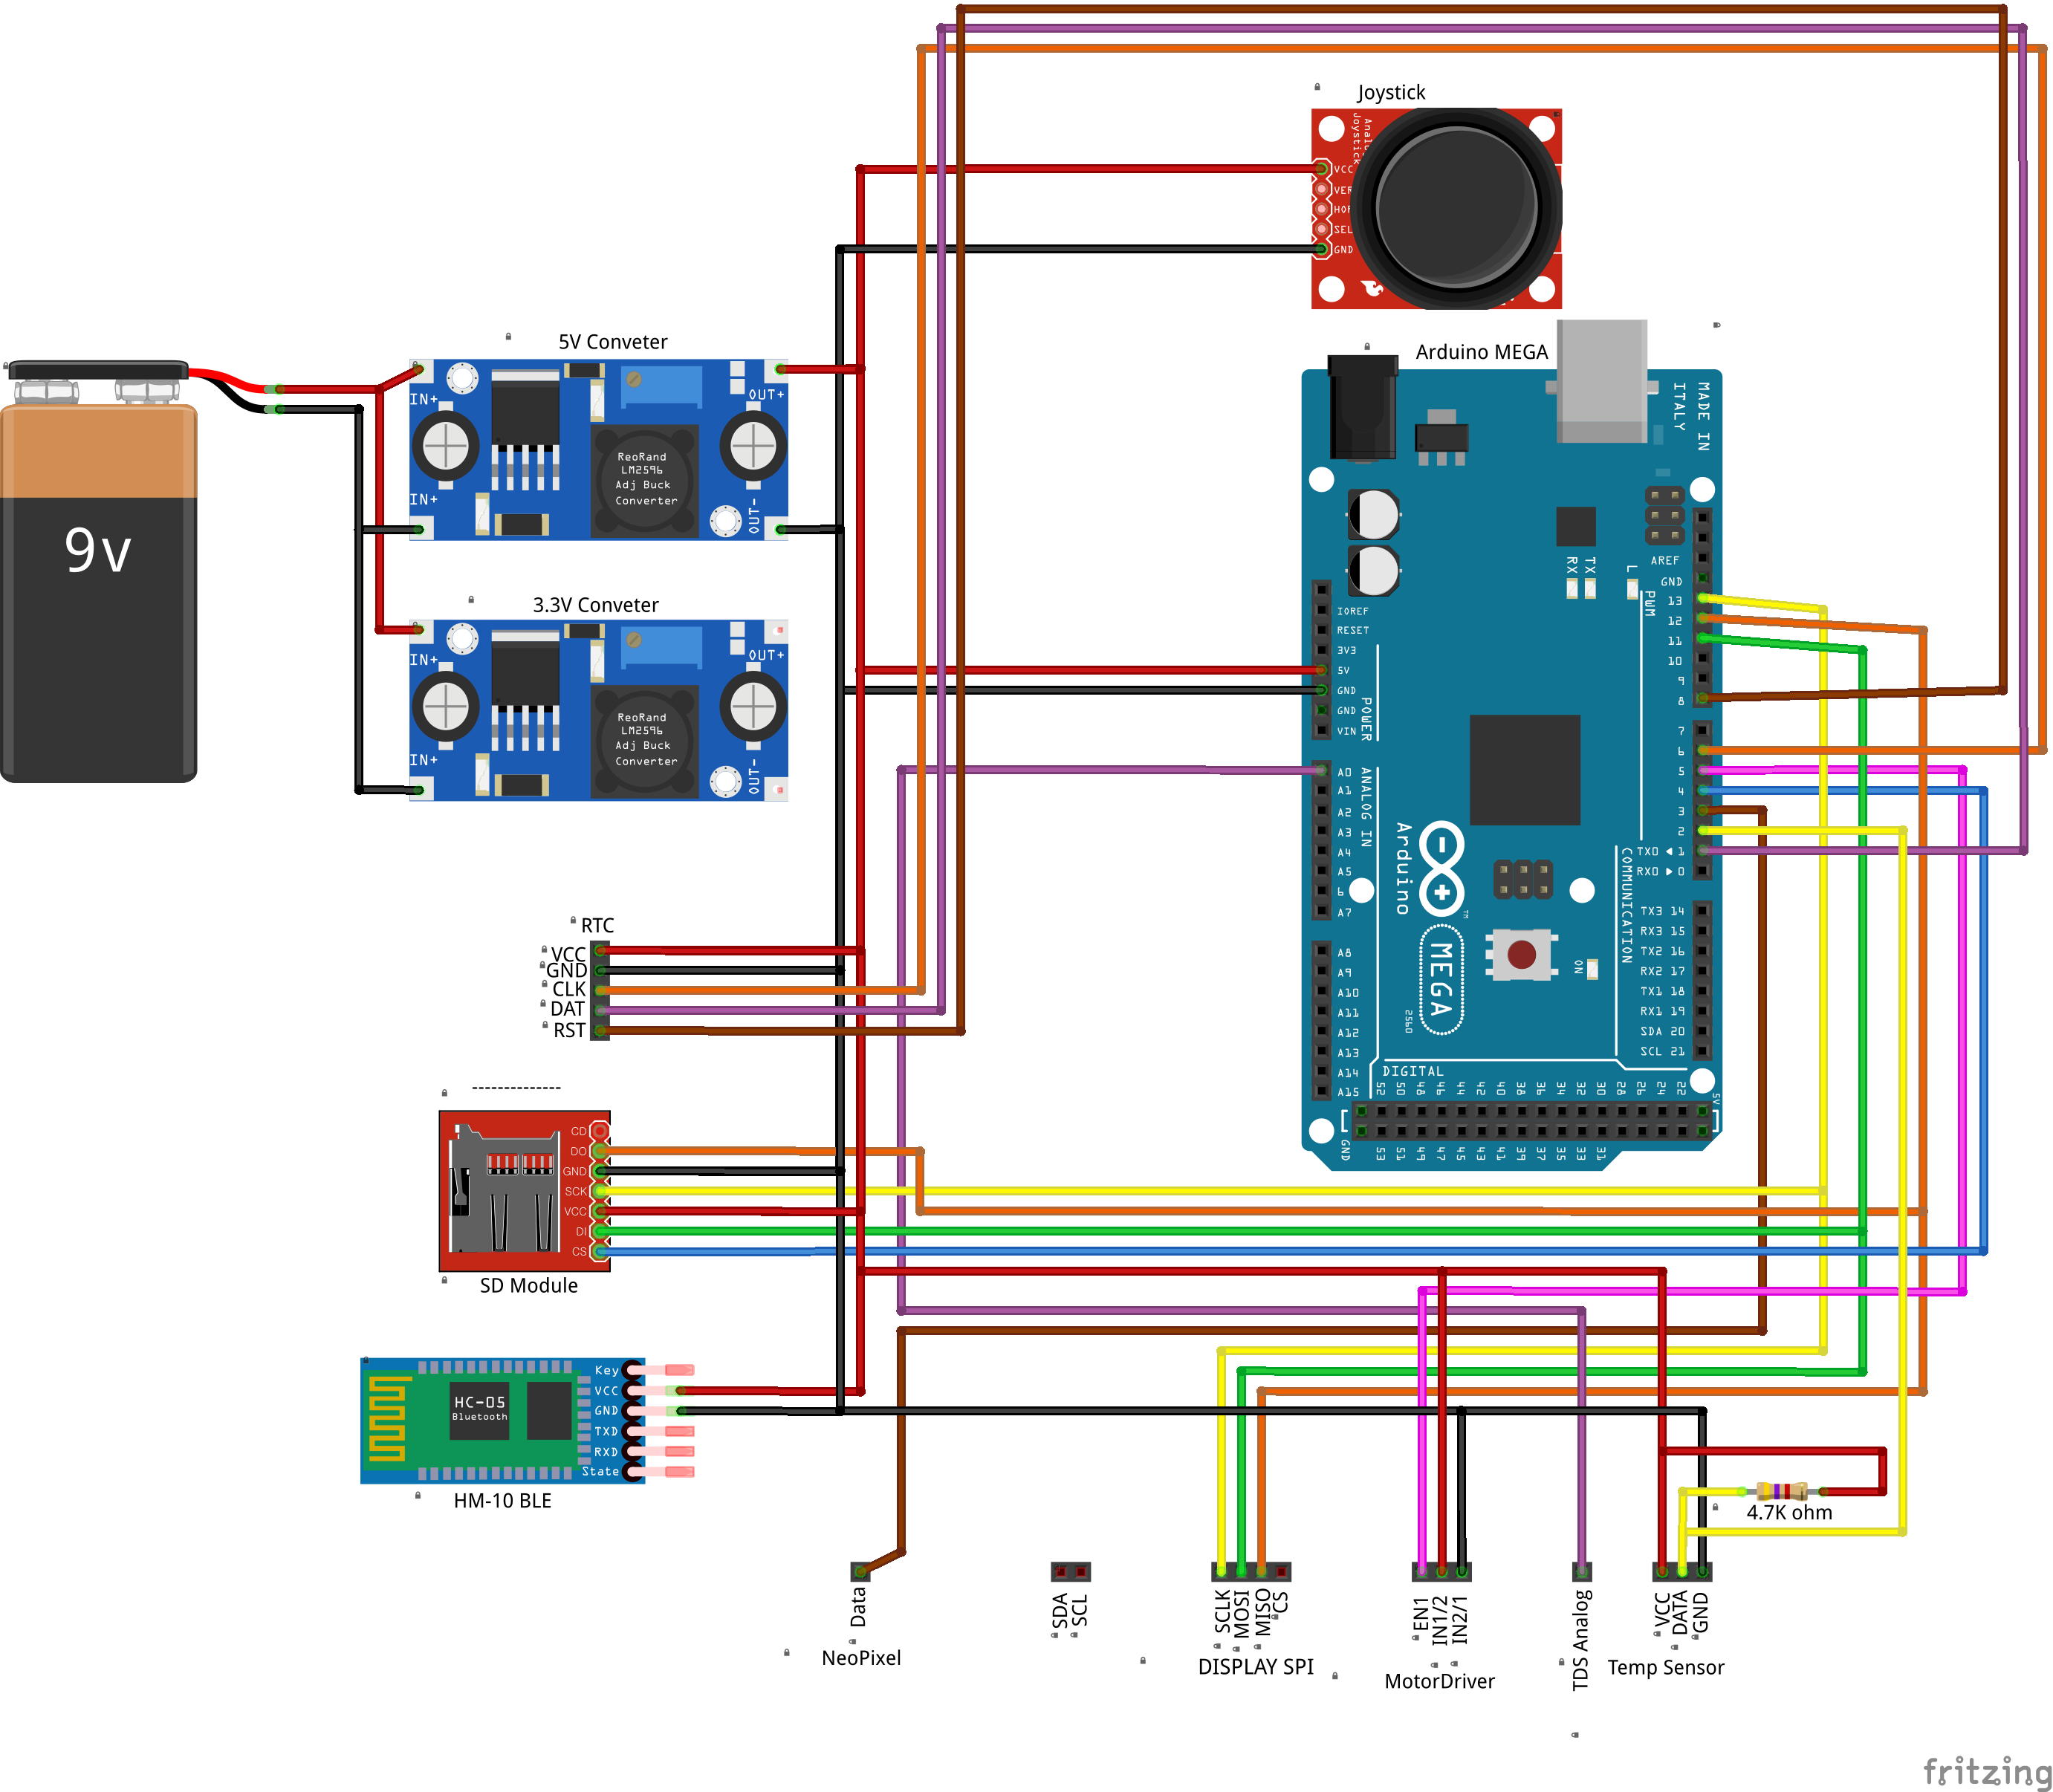 Joystick
Analog
Joystick
VCC
VER
HOR
SEL
GND
5V Conveter
IN+
IN+
OUT+
OUT-
ReoRand
LM2596
Adj Buck
Converter
9v
3.3V Conveter
IN+
IN+
OUT+
OUT-
ReoRand
LM2596
Adj Buck
Converter
Arduino MEGA
MADE IN
ITALY
RX
TX
L
PWM
AREF
GND
13
12
11
10
9
8
7
6
5
4
3
2
TX0 ◄ 1
RX0 ► 0
COMMUNICATION
TX3 14
RX3 15
TX2 16
RX2 17
TX1 18
RX1 19
SDA 20
SCL 21
IOREF
RESET
3V3
5V
GND
GND
VIN
POWER
ANALOG IN
A0
A1
A2
A3
A4
A5
6
A7
A8
A9
A10
A11
A12
A13
A14
A15
Arduino
TM
MEGA
2560
ON
DIGITAL
52 50 48 46 44 42 40 38 36 34 32 30 28 26 24 22
5V
GND
53 51 49 47 45 43 41 39 37 35 33 31
RTC
VCC
GND
CLK
DAT
RST
--------------
CD
DO
GND
SCK
VCC
DI
CS
SD Module
HC-05
Bluetooth
Key
VCC
GND
TXD
RXD
State
HM-10 BLE
4.7K ohm
Data
NeoPixel
SDA
SCL
SCLK
MOSI
MISO
CS
DISPLAY SPI
EN1
IN1/2
IN2/1
MotorDriver
TDS Analog
VCC
DATA
GND
Temp Sensor
fritzing